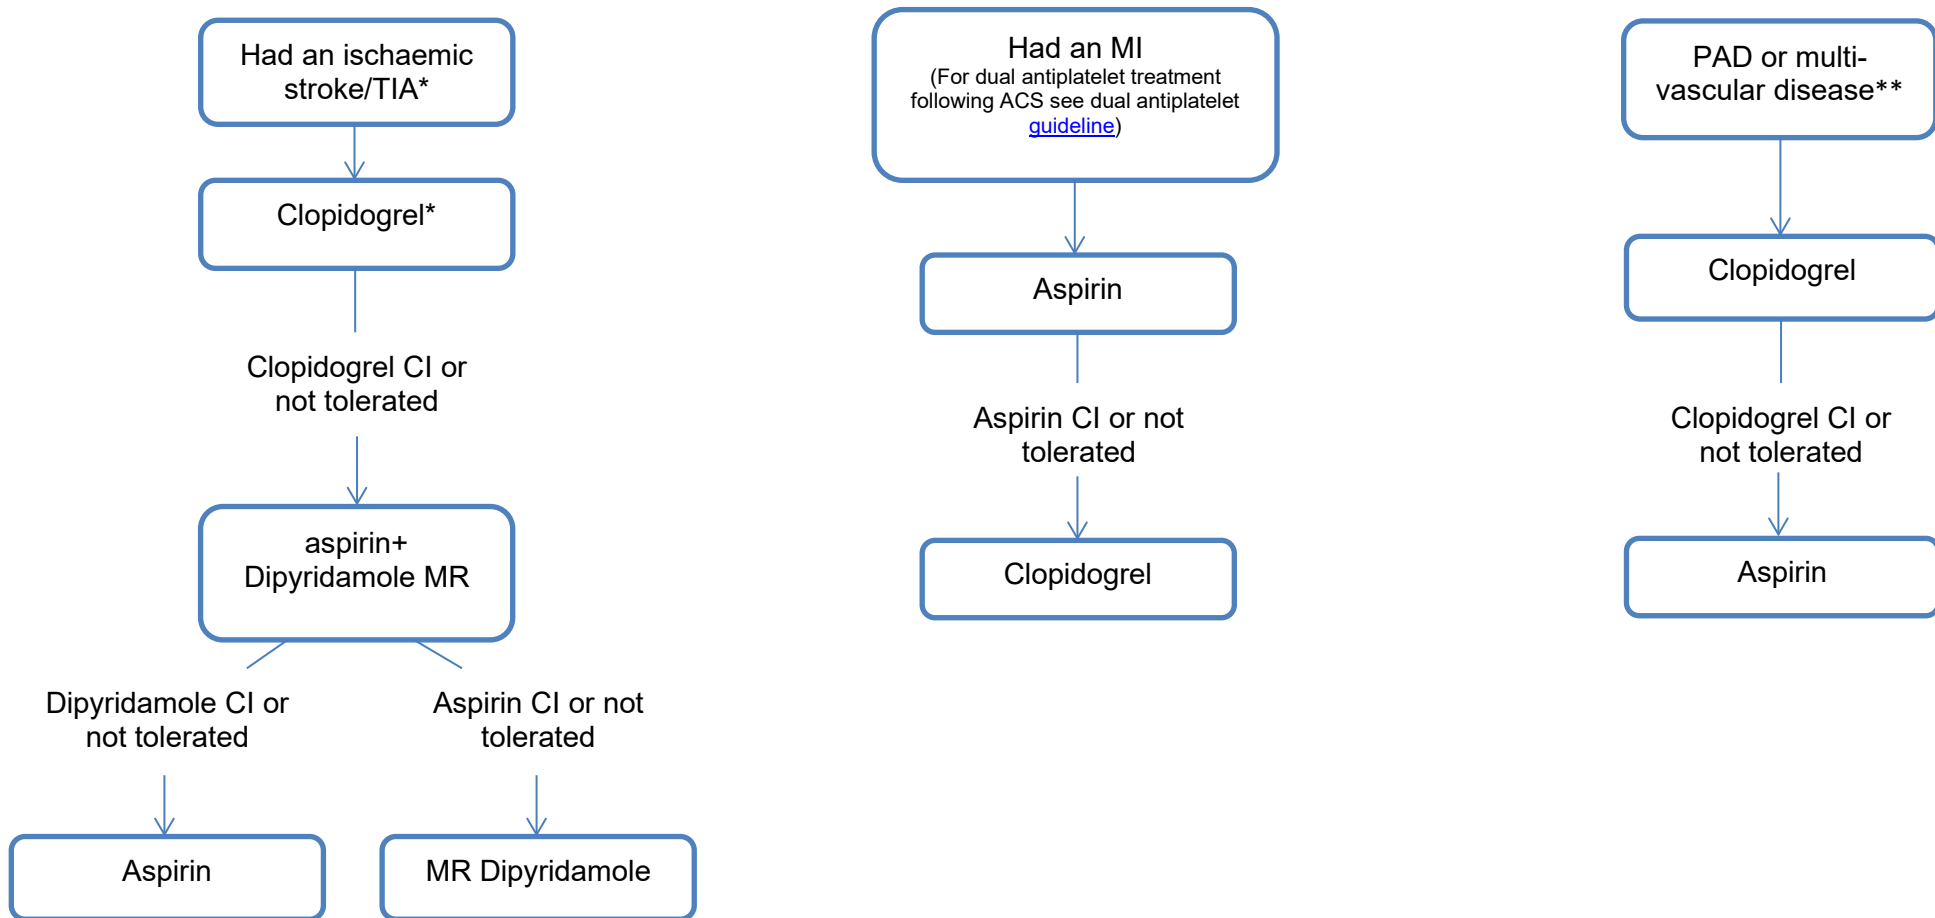 Had an ischaemic
stroke/TIA*
Clopidogrel*
Clopidogrel CI or
not tolerated
aspirin+
Dipyridamole MR
Dipyridamole CI or
not tolerated
Aspirin CI or not
tolerated
Aspirin
MR Dipyridamole
Had an MI
(For dual antiplatelet treatment
following ACS see dual antiplatelet
guideline)
Aspirin
Aspirin CI or not
tolerated
Clopidogrel
PAD or multi-
vascular disease**
Clopidogrel
Clopidogrel CI or
not tolerated
Aspirin